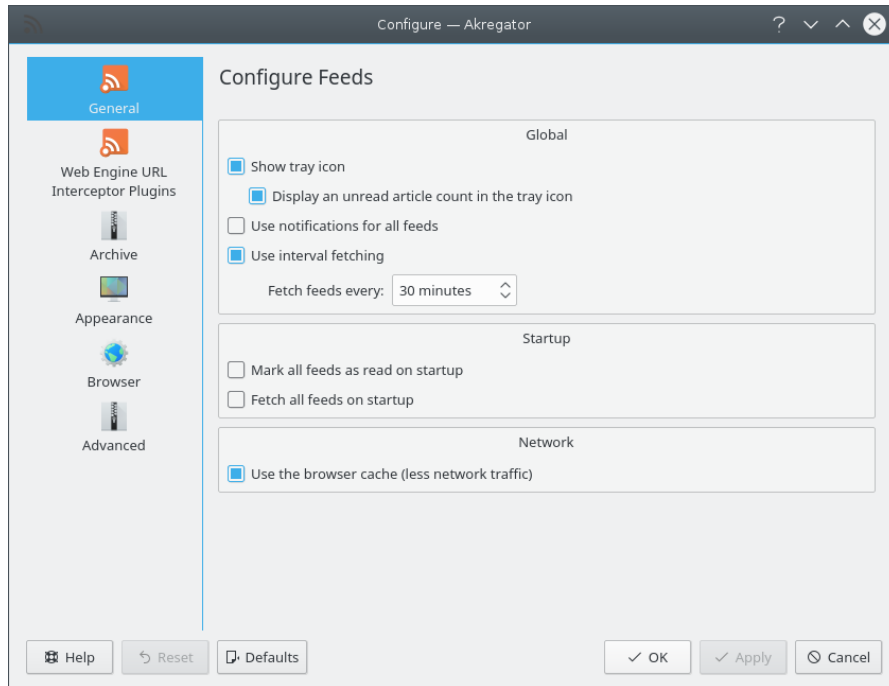 Configure — Akregator
General
Web Engine URL
Interceptor Plugins
Archive
Appearance
Browser
Advanced
Configure Feeds
Global
Show tray icon
Display an unread article count in the tray icon
Use notifications for all feeds
Use interval fetching
Fetch feeds every: 30 minutes
Startup
Mark all feeds as read on startup
Fetch all feeds on startup
Network
Use the browser cache (less network traffic)
Help Reset Defaults OK Apply Cancel